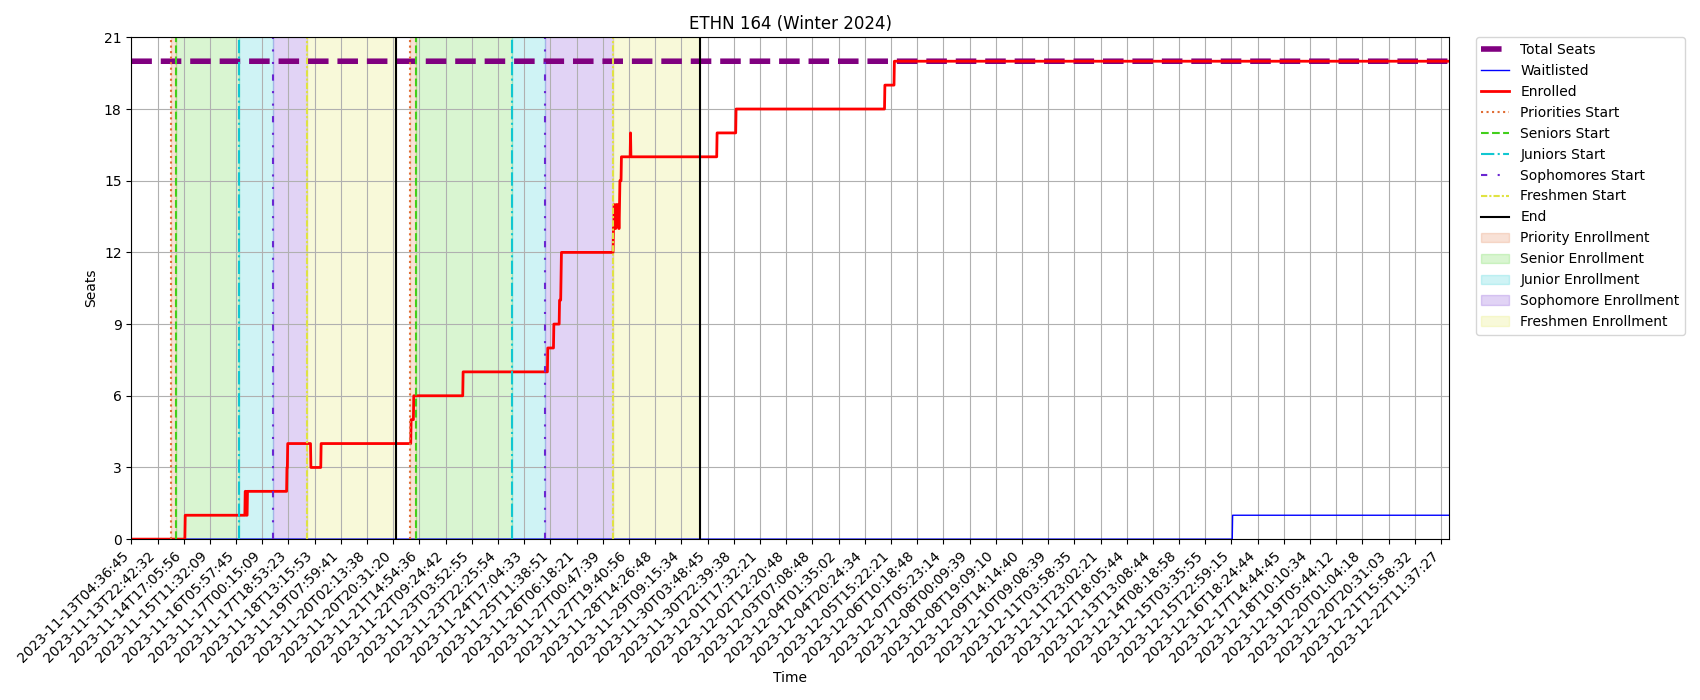 ETHN 164 (Winter 2024)
Seats
21
18
15
12
9
6
3
0
2023-11-13T04:36:45
2023-11-13T22:42:32
2023-11-14T17:05:56
2023-11-15T11:32:09
2023-11-16T05:57:45
2023-11-17T00:15:09
2023-11-17T18:53:23
2023-11-18T13:15:53
2023-11-19T07:59:41
2023-11-20T02:13:38
2023-11-20T20:31:20
2023-11-21T14:54:36
2023-11-22T09:24:42
2023-11-23T03:52:55
2023-11-23T22:25:54
2023-11-24T17:04:33
2023-11-25T11:38:51
2023-11-26T06:18:21
2023-11-27T00:47:39
2023-11-27T19:40:56
2023-11-28T14:26:48
2023-11-29T09:15:34
2023-11-30T03:48:45
2023-11-30T22:39:38
2023-12-01T17:32:21
2023-12-02T12:20:48
2023-12-03T07:08:48
2023-12-04T01:35:02
2023-12-04T20:24:34
2023-12-05T15:22:21
2023-12-06T10:18:48
2023-12-07T05:23:14
2023-12-08T00:09:39
2023-12-08T19:09:10
2023-12-09T14:14:40
2023-12-10T09:08:39
2023-12-11T03:58:35
2023-12-11T23:02:21
2023-12-12T18:05:44
2023-12-13T13:08:44
2023-12-14T08:18:58
2023-12-15T03:35:55
2023-12-15T22:59:15
2023-12-16T18:24:44
2023-12-17T14:44:45
2023-12-18T10:10:34
2023-12-19T05:44:12
2023-12-20T01:04:18
2023-12-20T20:31:03
2023-12-21T15:58:32
2023-12-22T11:37:27
Time
Total Seats
Waitlisted
Enrolled
Priorities Start
Seniors Start
Juniors Start
Sophomores Start
Freshmen Start
End
Priority Enrollment
Senior Enrollment
Junior Enrollment
Sophomore Enrollment
Freshmen Enrollment